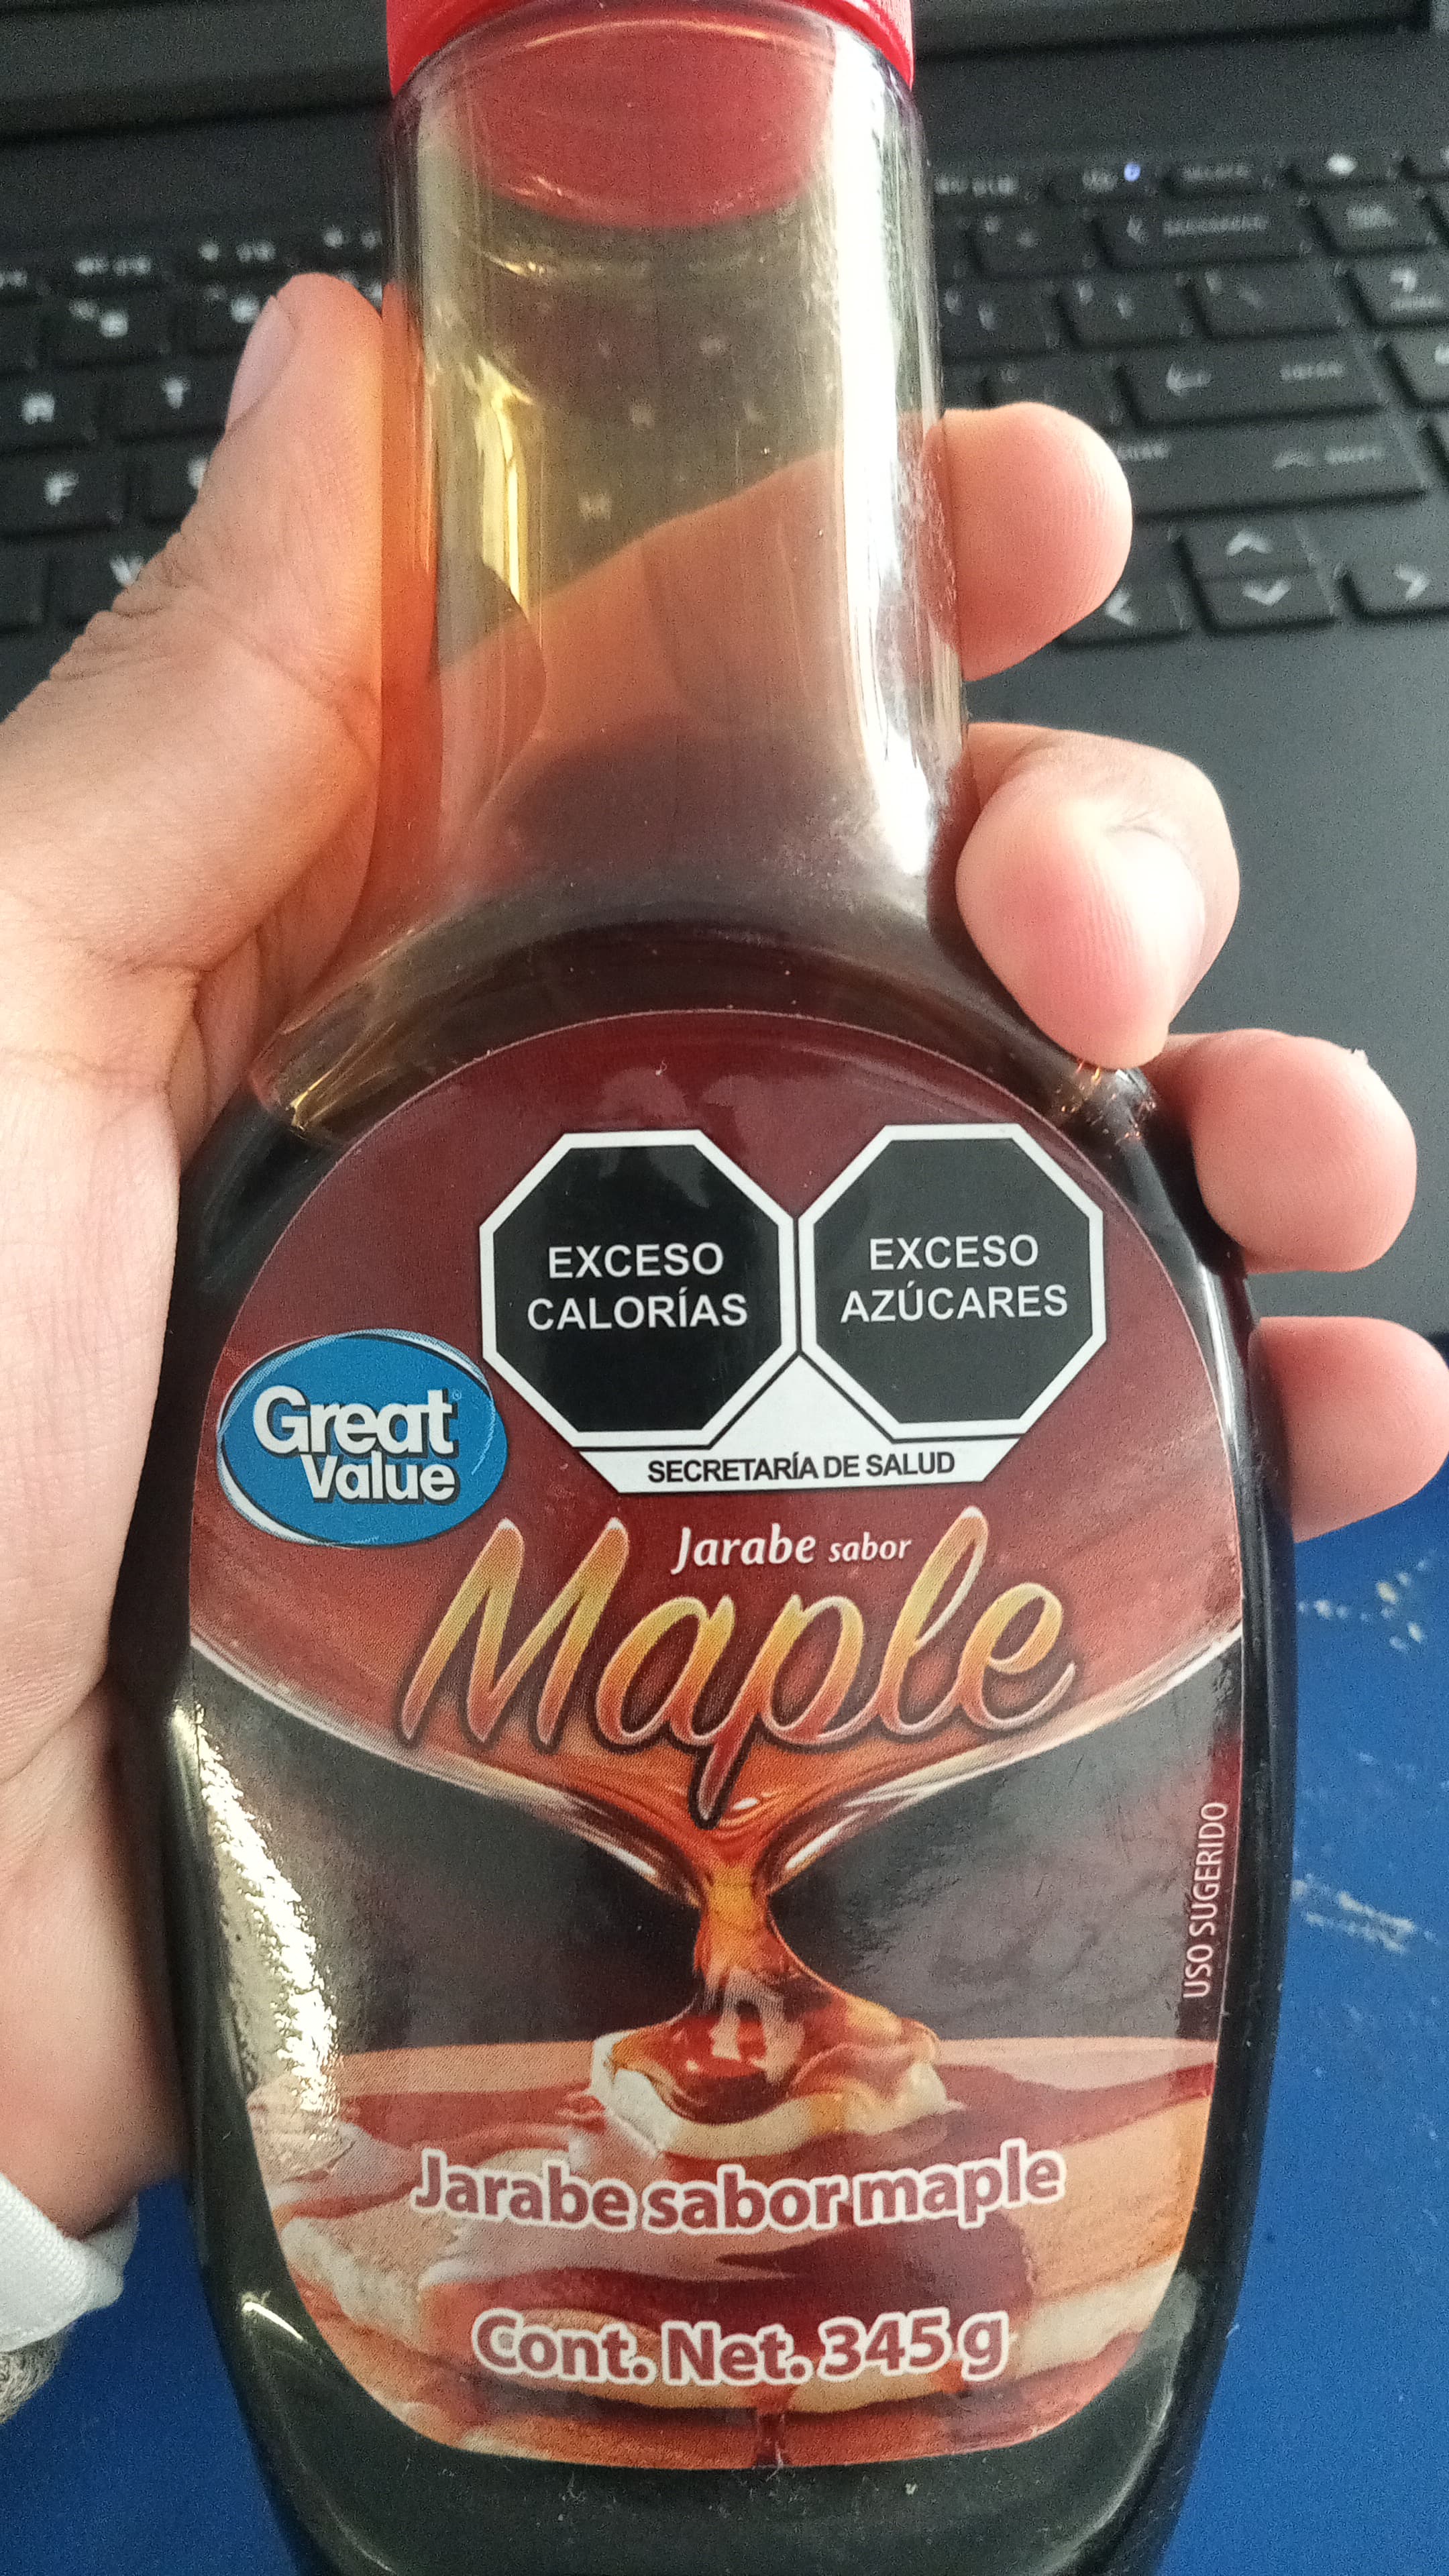 EXCESO
CALORÍAS
EXCESO
AZÚCARES
SECRETARÍA DE SALUD
Great
Value
Jarabe sabor
Maple
USO SUGERIDO
Jarabe sabor maple
Cont. Net. 345 g